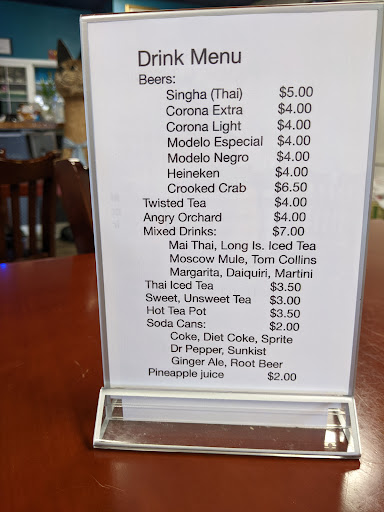 Drink Menu
Beers:
Singha (Thai) $5.00
Corona Extra $4.00
Corona Light $4.00
Modelo Especial $4.00
Modelo Negro $4.00
Heineken $4.00
Crooked Crab $6.50
Twisted Tea $4.00
Angry Orchard $4.00
Mixed Drinks: $7.00
Mai Thai, Long Is. Iced Tea
Moscow Mule, Tom Collins
Margarita, Daiquiri, Martini
Thai Iced Tea $3.50
Sweet, Unsweet Tea $3.00
Hot Tea Pot $3.50
Soda Cans: $2.00
Coke, Diet Coke, Sprite
Dr Pepper, Sunkist
Ginger Ale, Root Beer
Pineapple juice $2.00